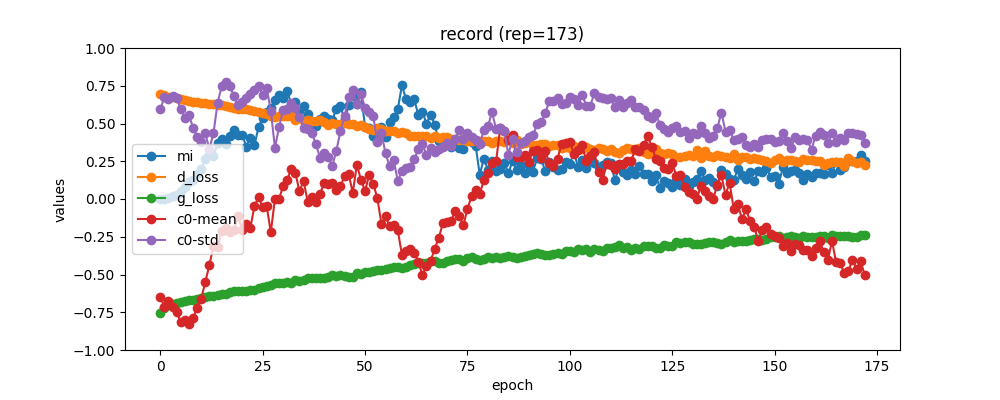 record (rep=173)
1.00
0.75
0.50
0.25
0.00
−0.25
−0.50
−0.75
−1.00
values
mi
d_loss
g_loss
c0-mean
c0-std
0 25 50 75 100 125 150 175
epoch